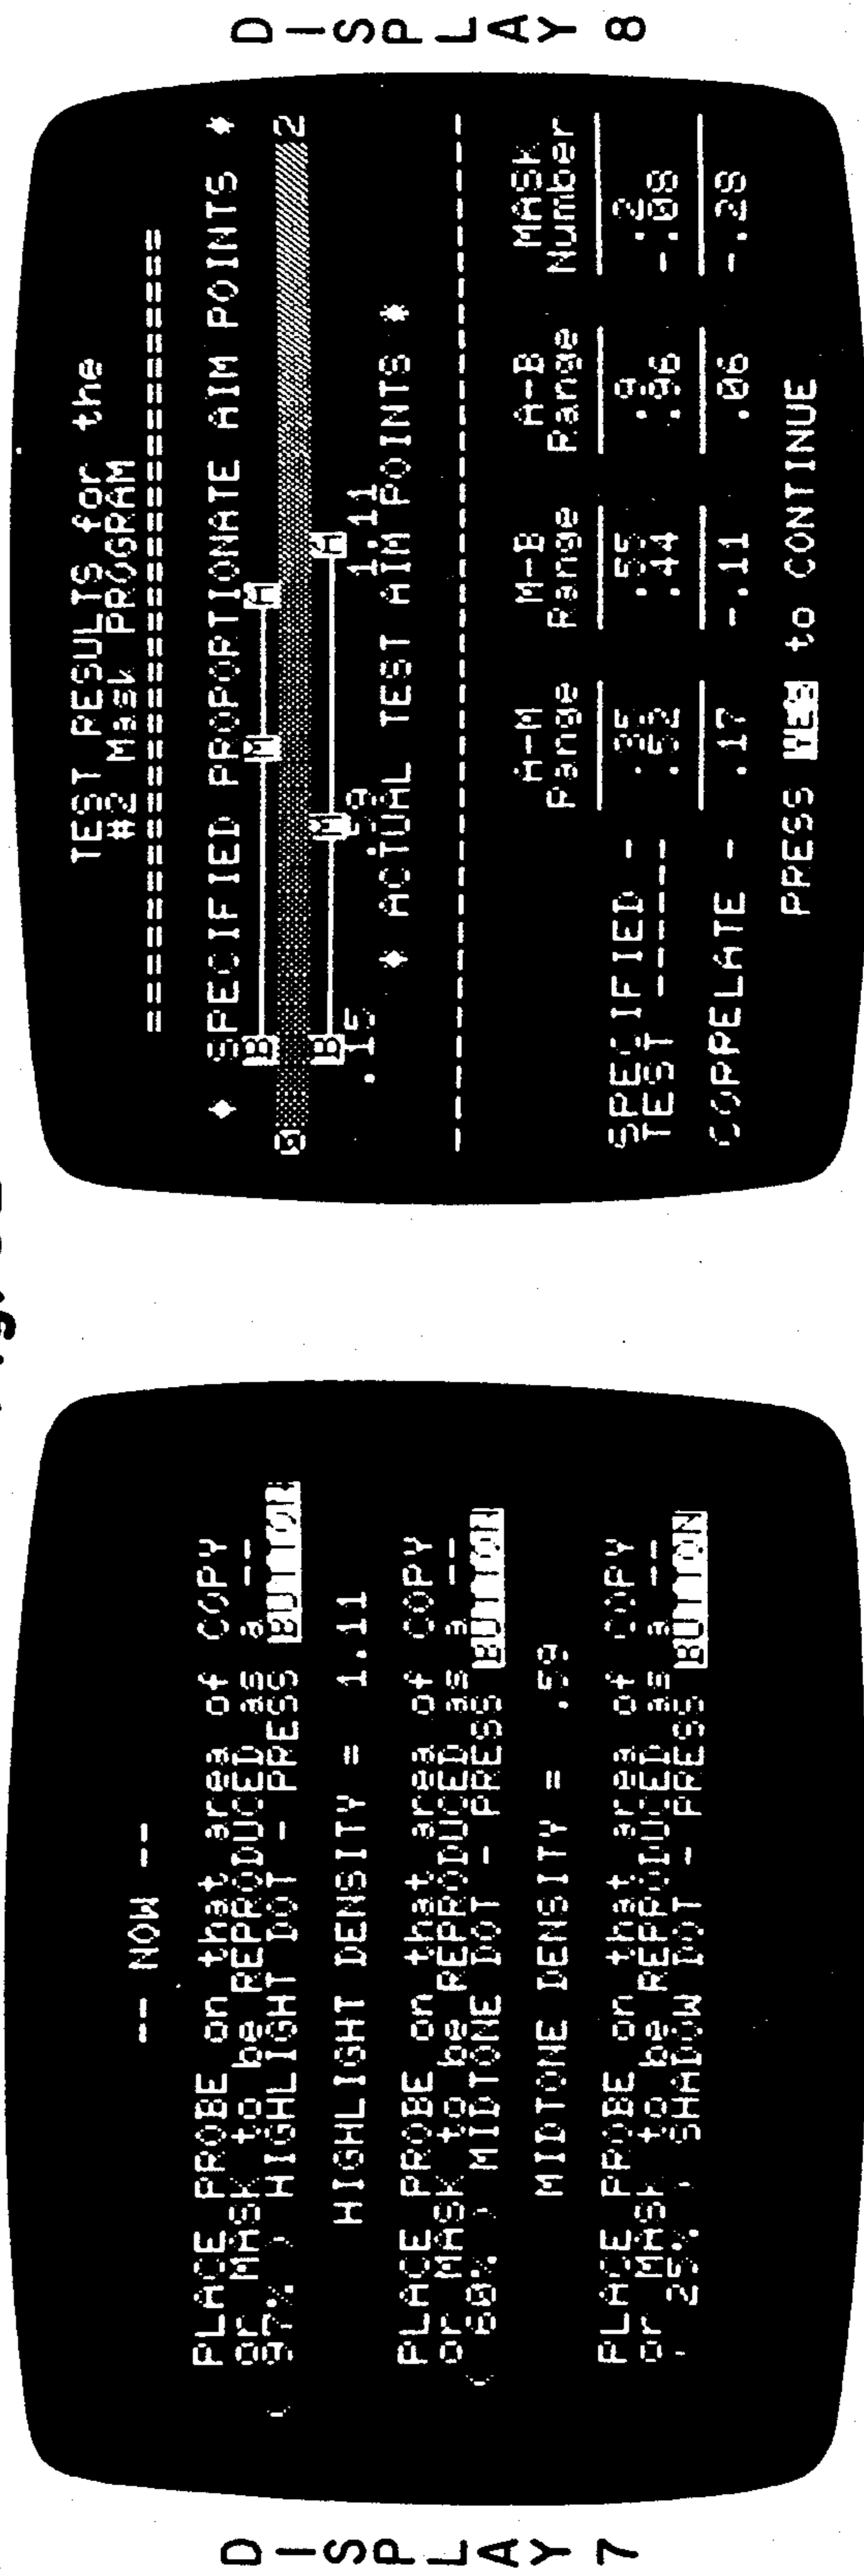 DISPLAY 7
-- NOW --
PLACE PROBE on that area of COPY
or MASK to be REPRODUCED as a --
( 97% ) HIGHLIGHT DOT - PRESS BUTTON
HIGHLIGHT DENSITY = 1.11
PLACE PROBE on that area of COPY
or MASK to be REPRODUCED as a --
( 60% ) MIDTONE DOT - PRESS BUTTON
MIDTONE DENSITY = .59
PLACE PROBE on that area of COPY
or MASK to be REPRODUCED as a --
( 25% ) SHADOW DOT - PRESS BUTTON
DISPLAY 8
TEST RESULTS for the
#2 Mask PROGRAM
==============================
* SPECIFIED PROPORTIONATE AIM POINTS *
B M A
0 2
B M A
.15 .59 1.11
* ACTUAL TEST AIM POINTS *
A-M M-B A-B MASK
Range Range Range Number
SPECIFIED - .35 .55 .9 .2
TEST ------ .52 .44 .96 -.08
CORRELATE - .17 -.11 .06 -.28
PRESS YES to CONTINUE